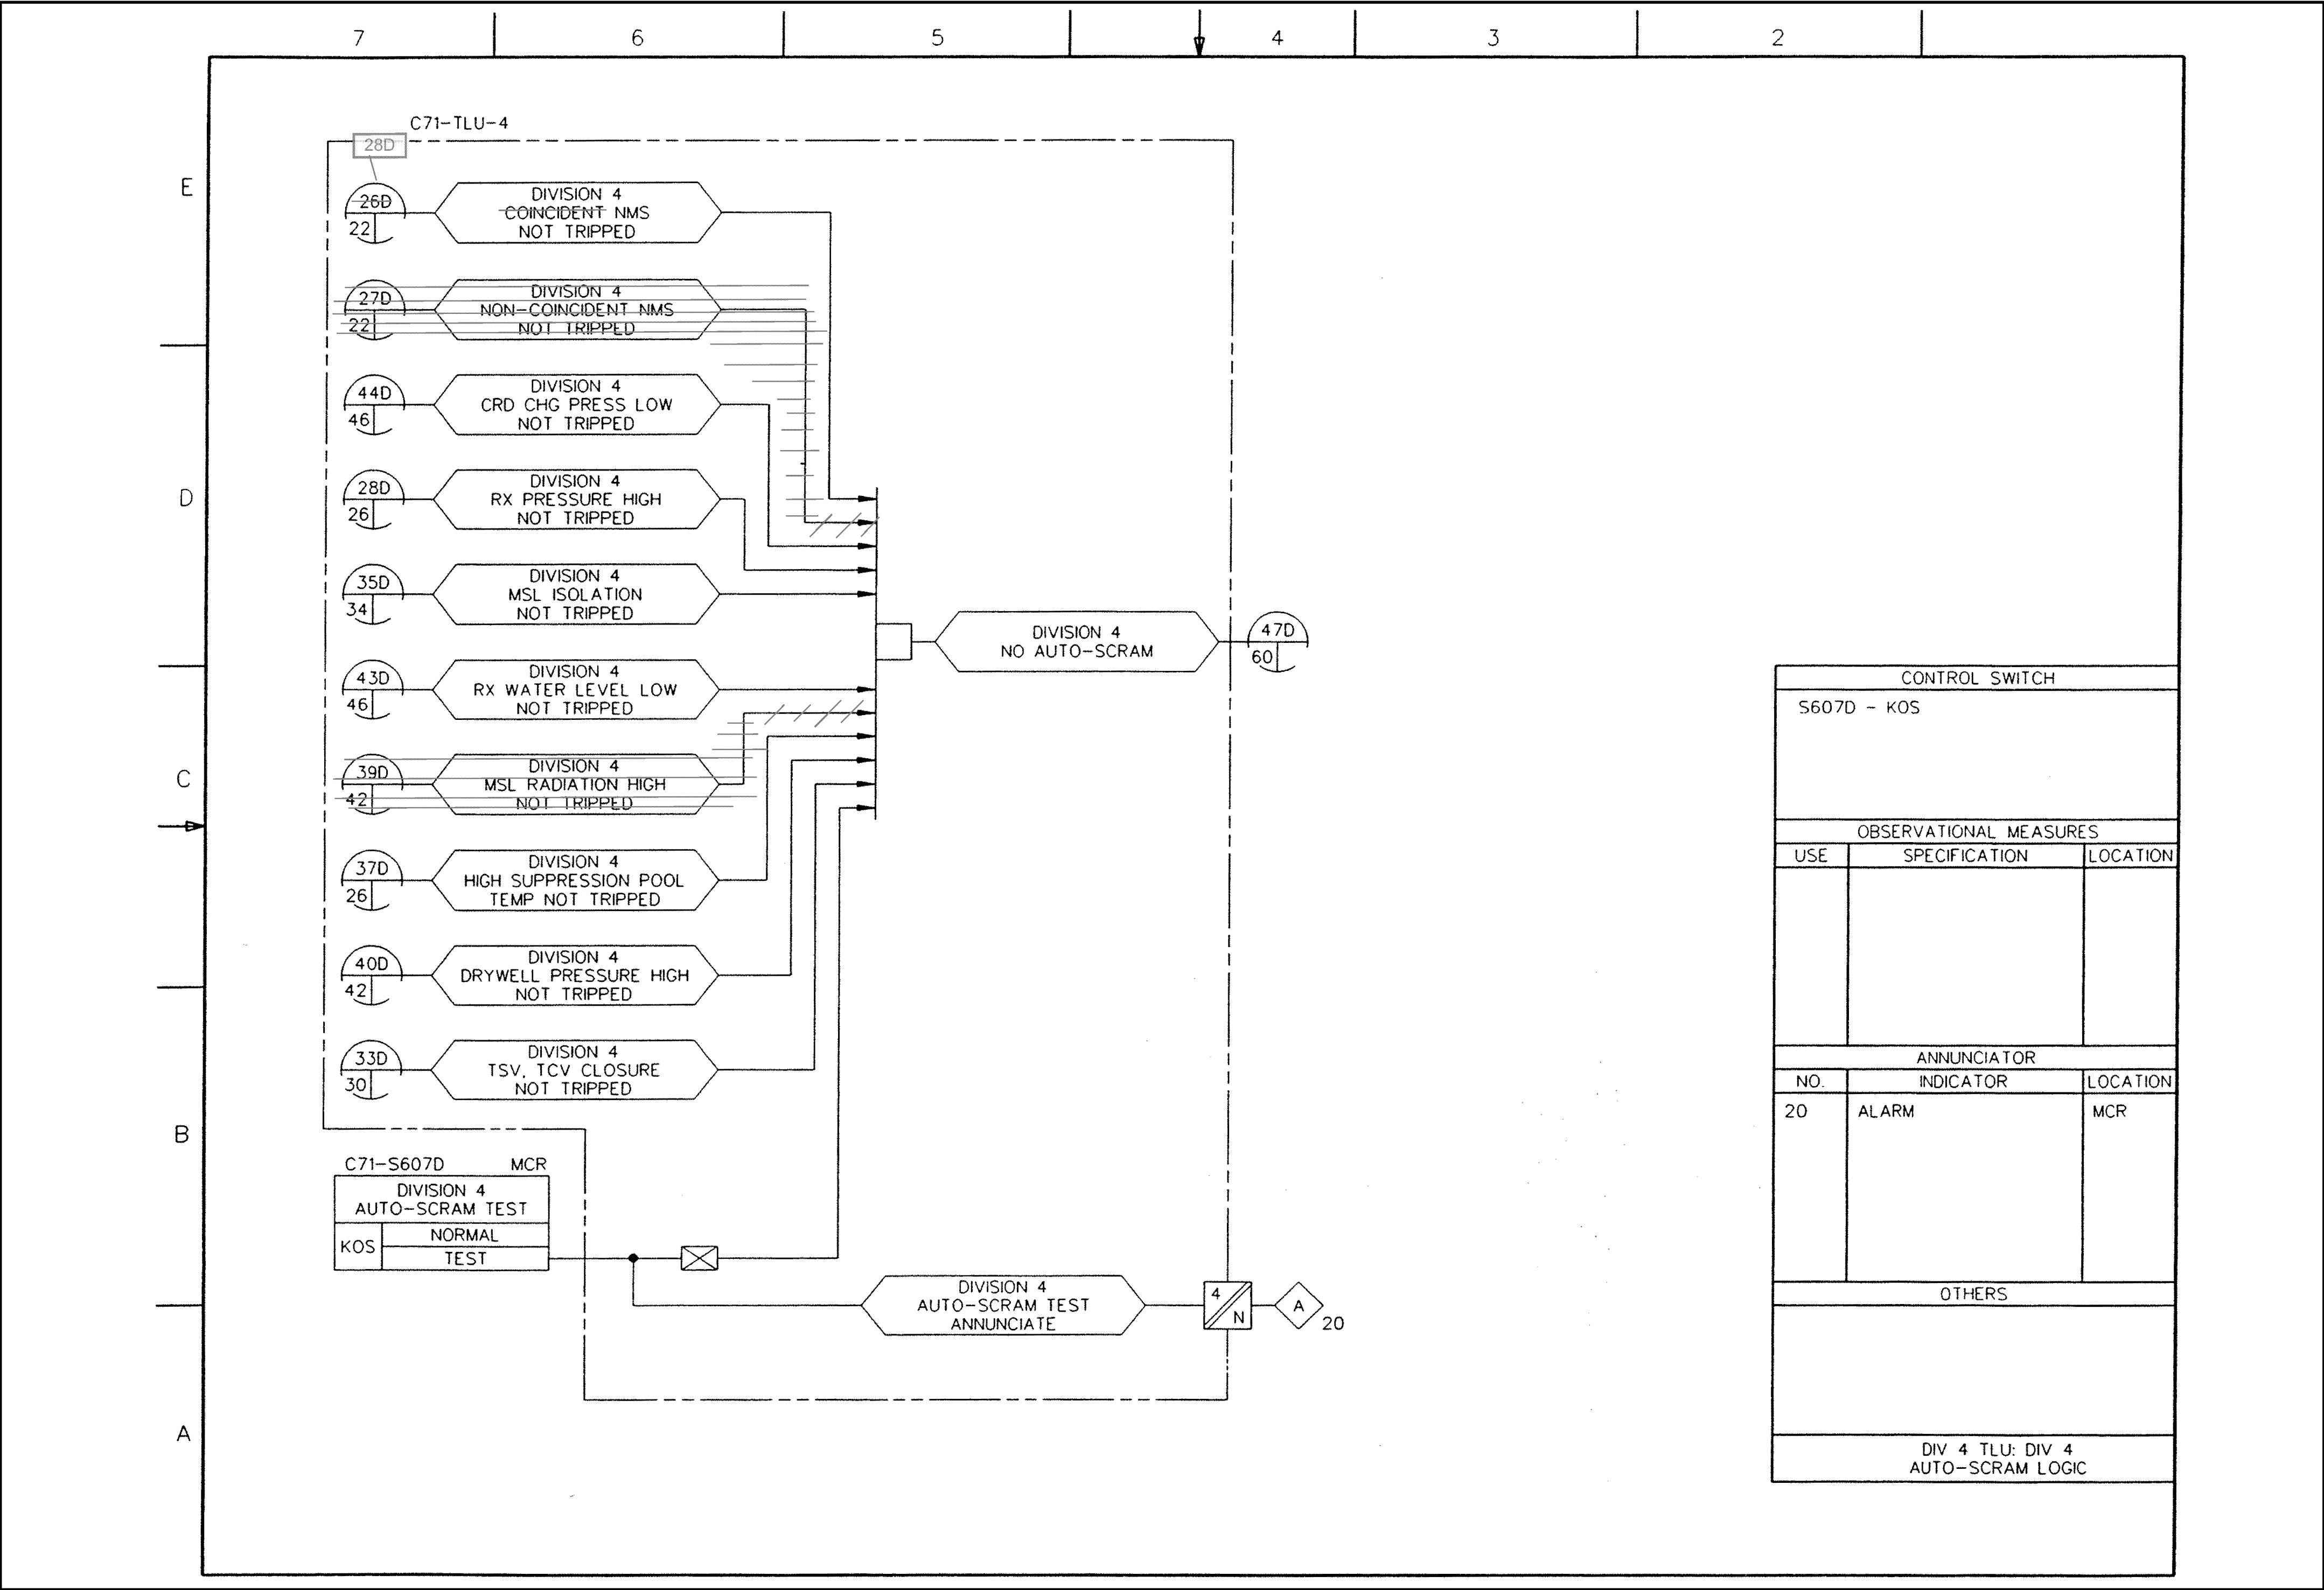 7 6 5 4 3 2
C71-TLU-4
28D
E
26D
22
DIVISION 4
COINCIDENT NMS
NOT TRIPPED
27D
22
DIVISION 4
NON-COINCIDENT NMS
NOT TRIPPED
44D
46
DIVISION 4
CRD CHG PRESS LOW
NOT TRIPPED
D
28D
26
DIVISION 4
RX PRESSURE HIGH
NOT TRIPPED
35D
34
DIVISION 4
MSL ISOLATION
NOT TRIPPED
DIVISION 4
NO AUTO-SCRAM
47D
60
43D
46
DIVISION 4
RX WATER LEVEL LOW
NOT TRIPPED
C
39D
42
DIVISION 4
MSL RADIATION HIGH
NOT TRIPPED
37D
26
DIVISION 4
HIGH SUPPRESSION POOL
TEMP NOT TRIPPED
40D
42
DIVISION 4
DRYWELL PRESSURE HIGH
NOT TRIPPED
33D
30
DIVISION 4
TSV, TCV CLOSURE
NOT TRIPPED
B
C71-S607D MCR
DIVISION 4
AUTO-SCRAM TEST
KOS
NORMAL
TEST
DIVISION 4
AUTO-SCRAM TEST
ANNUNCIATE
4
N
A
20
A
CONTROL SWITCH
S607D - KOS
OBSERVATIONAL MEASURES
USE SPECIFICATION LOCATION
ANNUNCIATOR
NO. INDICATOR LOCATION
20 ALARM MCR
OTHERS
DIV 4 TLU: DIV 4
AUTO-SCRAM LOGIC